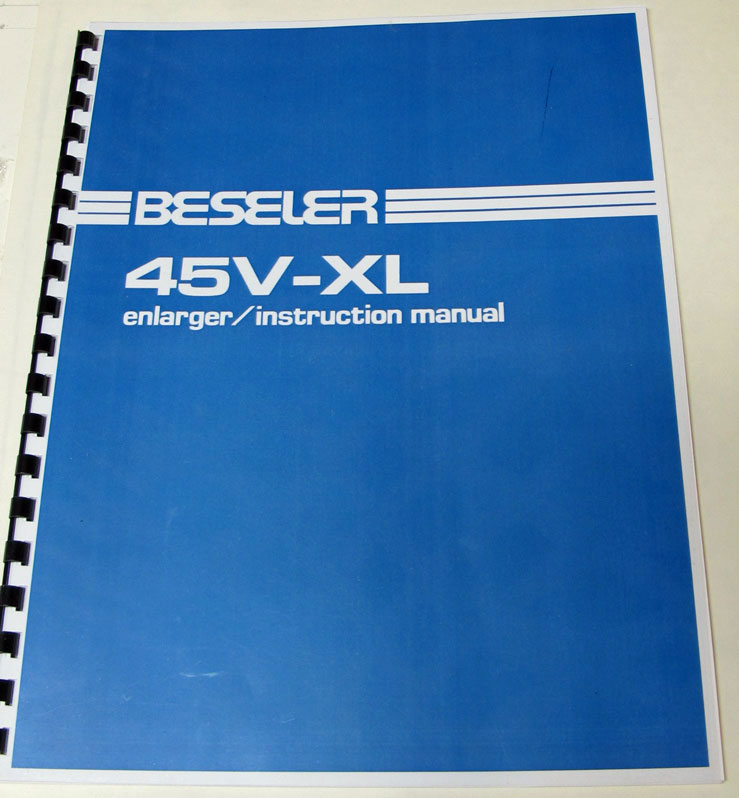 BESELER
45V-XL
enlarger/instruction manual